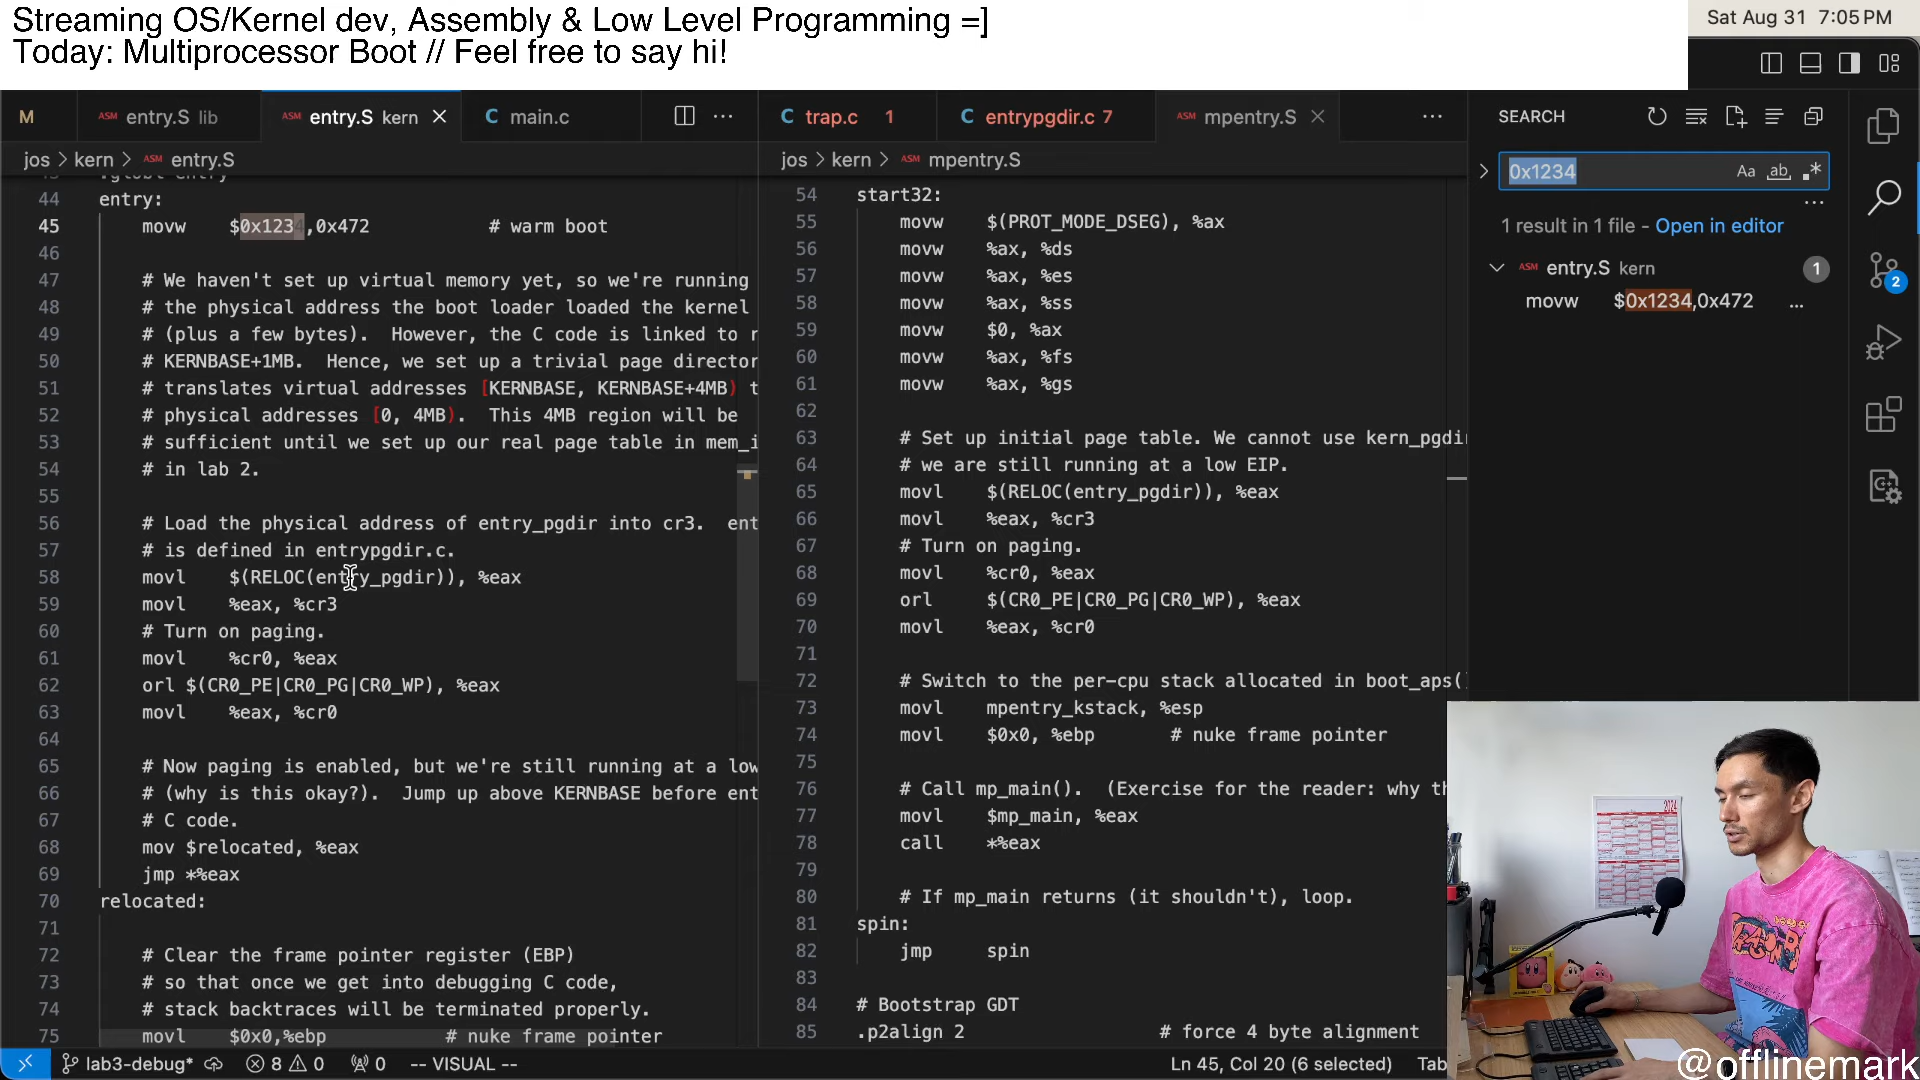 Streaming OS/Kernel dev, Assembly & Low Level Programming =]
Today: Multiprocessor Boot // Feel free to say hi!
Sat Aug 31 7:05 PM
M
ASM entry.S lib
ASM entry.S kern
C main.c
jos > kern > ASM entry.S
.globl entry
44 entry:
45 movw $0x1234,0x472 # warm boot
46
47 # We haven't set up virtual memory yet, so we're running
48 # the physical address the boot loader loaded the kernel
49 # (plus a few bytes). However, the C code is linked to r
50 # KERNBASE+1MB. Hence, we set up a trivial page director
51 # translates virtual addresses [KERNBASE, KERNBASE+4MB) t
52 # physical addresses [0, 4MB). This 4MB region will be
53 # sufficient until we set up our real page table in mem_i
54 # in lab 2.
55
56 # Load the physical address of entry_pgdir into cr3. ent
57 # is defined in entrypgdir.c.
58 movl $(RELOC(entry_pgdir)), %eax
59 movl %eax, %cr3
60 # Turn on paging.
61 movl %cr0, %eax
62 orl $(CR0_PE|CR0_PG|CR0_WP), %eax
63 movl %eax, %cr0
64
65 # Now paging is enabled, but we're still running at a low
66 # (why is this okay?). Jump up above KERNBASE before ent
67 # C code.
68 mov $relocated, %eax
69 jmp *%eax
70 relocated:
71
72 # Clear the frame pointer register (EBP)
73 # so that once we get into debugging C code,
74 # stack backtraces will be terminated properly.
75 movl $0x0,%ebp # nuke frame pointer
C trap.c 1
C entrypgdir.c 7
ASM mpentry.S
jos > kern > ASM mpentry.S
54 start32:
55 movw $(PROT_MODE_DSEG), %ax
56 movw %ax, %ds
57 movw %ax, %es
58 movw %ax, %ss
59 movw $0, %ax
60 movw %ax, %fs
61 movw %ax, %gs
62
63 # Set up initial page table. We cannot use kern_pgdir
64 # we are still running at a low EIP.
65 movl $(RELOC(entry_pgdir)), %eax
66 movl %eax, %cr3
67 # Turn on paging.
68 movl %cr0, %eax
69 orl $(CR0_PE|CR0_PG|CR0_WP), %eax
70 movl %eax, %cr0
71
72 # Switch to the per-cpu stack allocated in boot_aps()
73 movl mpentry_kstack, %esp
74 movl $0x0, %ebp # nuke frame pointer
75
76 # Call mp_main(). (Exercise for the reader: why th
77 movl $mp_main, %eax
78 call *%eax
79
80 # If mp_main returns (it shouldn't), loop.
81 spin:
82 jmp spin
83
84 # Bootstrap GDT
85 .p2align 2 # force 4 byte alignment
SEARCH
0x1234
Aa ab .*
1 result in 1 file - Open in editor
ASM entry.S kern 1
movw $0x1234,0x472 ...
2
2024
lab3-debug* 8 0 0 -- VISUAL -- Ln 45, Col 20 (6 selected) Tab
@offlinemark